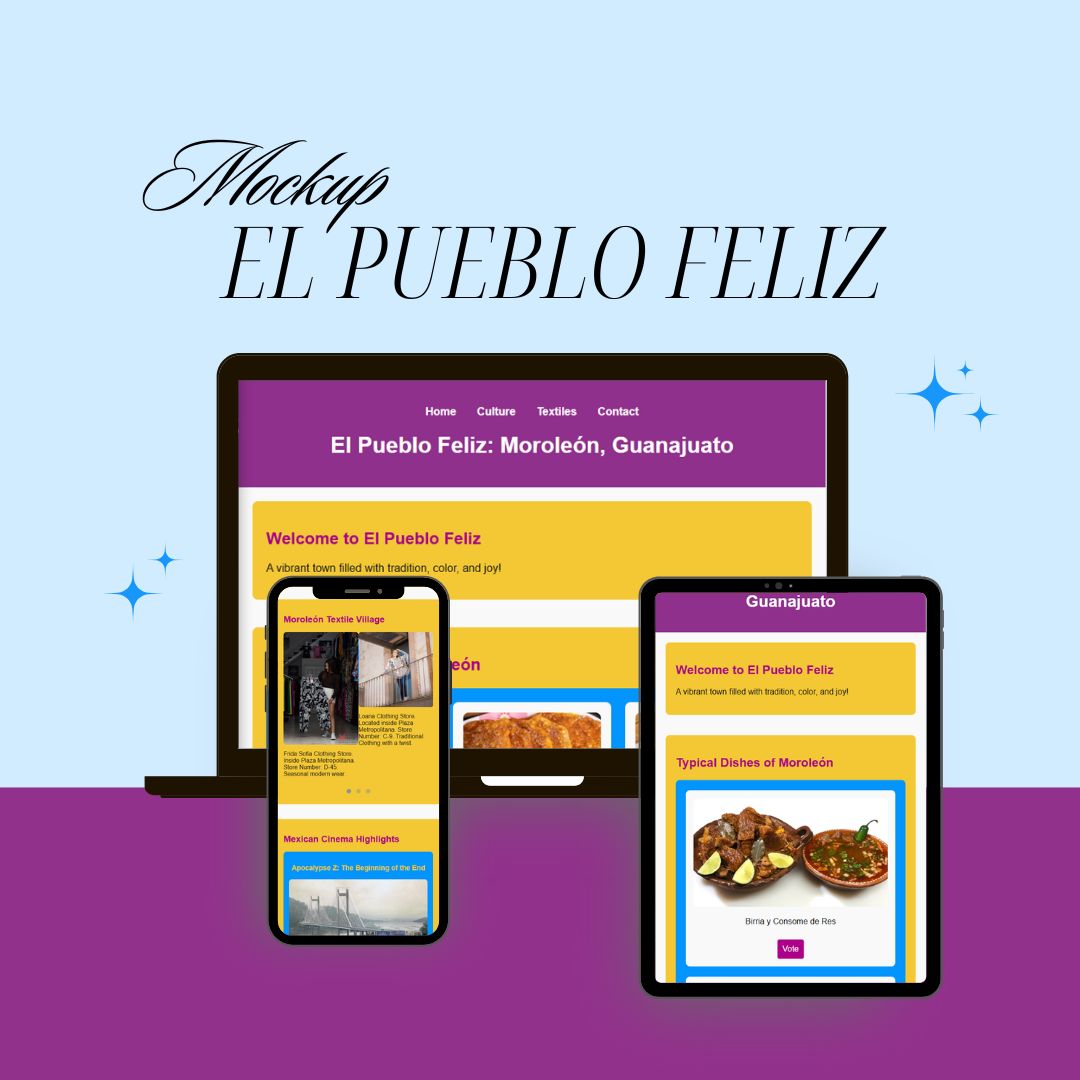 Mockup
EL PUEBLO FELIZ
Home Culture Textiles Contact
El Pueblo Feliz: Moroleón, Guanajuato
Welcome to El Pueblo Feliz
A vibrant town filled with tradition, color, and joy!
eón
Moroleón Textile Village
Loana Clothing Store.
Located inside Plaza
Metropolitana. Store
Number: C-9. Traditional
Clothing with a twist.
Frida Sofia Clothing Store.
Inside Plaza Metropolitana.
Store Number: D-45.
Seasonal modern wear.
Mexican Cinema Highlights
Apocalypse Z: The Beginning of the End
Guanajuato
Welcome to El Pueblo Feliz
A vibrant town filled with tradition, color, and joy!
Typical Dishes of Moroleón
Birria y Consome de Res
Vote